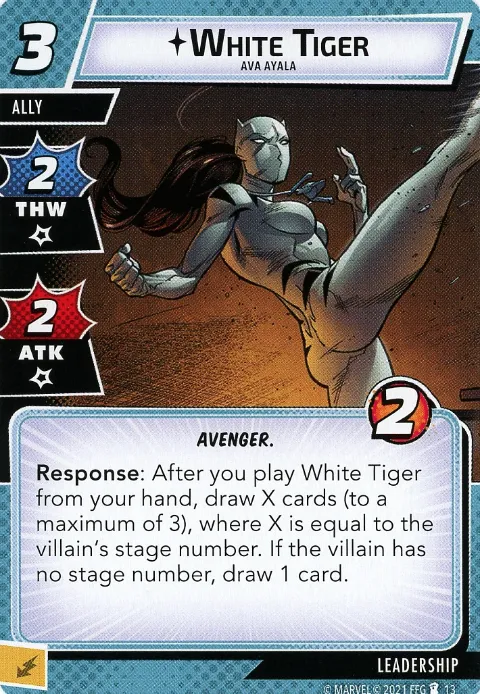 3
WHITE TIGER
AVA AYALA
ALLY
2
THW
2
ATK
2
AVENGER.
Response: After you play White Tiger
from your hand, draw X cards (to a
maximum of 3), where X is equal to the
villain's stage number. If the villain has
no stage number, draw 1 card.
LEADERSHIP
© MARVEL © 2021 FFG 13